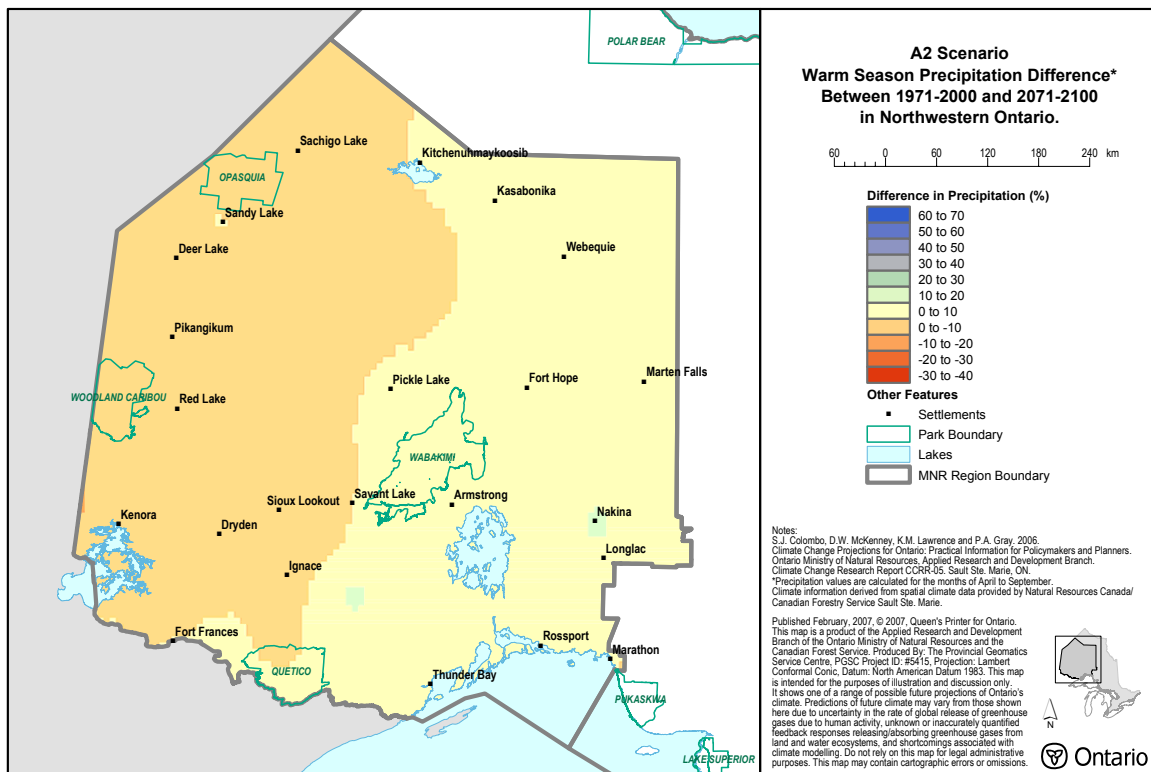 POLAR BEAR
Sachigo Lake
Kitchenuhmaykoosib
OPASQUIA
Kasabonika
Sandy Lake
Deer Lake
Webequie
Pikangikum
Marten Falls
Pickle Lake
Fort Hope
WOODLAND CARIBOU
Red Lake
WABAKIMI
Sioux Lookout
Savant Lake
Armstrong
Kenora
Dryden
Nakina
Longlac
Ignace
Fort Frances
Rossport
Marathon
QUETICO
Thunder Bay
PUKASKWA
LAKE SUPERIOR
A2 Scenario
Warm Season Precipitation Difference*
Between 1971-2000 and 2071-2100
in Northwestern Ontario.
60 0 60 120 180 240 km
Difference in Precipitation (%)
60 to 70
50 to 60
40 to 50
30 to 40
20 to 30
10 to 20
0 to 10
0 to -10
-10 to -20
-20 to -30
-30 to -40
Other Features
Settlements
Park Boundary
Lakes
MNR Region Boundary
Notes:
S.J. Colombo, D.W. McKenney, K.M. Lawrence and P.A. Gray. 2006.
Climate Change Projections for Ontario: Practical Information for Policymakers and Planners.
Ontario Ministry of Natural Resources, Applied Research and Development Branch.
Climate Change Research Report CCRR-05. Sault Ste. Marie, ON.
*Precipitation values are calculated for the months of April to September.
Climate information derived from spatial climate data provided by Natural Resources Canada/
Canadian Forestry Service Sault Ste. Marie.
Published February, 2007, © 2007, Queen's Printer for Ontario.
This map is a product of the Applied Research and Development
Branch of the Ontario Ministry of Natural Resources and the
Canadian Forest Service. Produced By: The Provincial Geomatics
Service Centre, PGSC Project ID: #5415, Projection: Lambert
Conformal Conic, Datum: North American Datum 1983. This map
is intended for the purposes of illustration and discussion only.
It shows one of a range of possible future projections of Ontario's
climate. Predictions of future climate may vary from those shown
here due to uncertainty in the rate of global release of greenhouse
gases due to human activity, unknown or inaccurately quantified
feedback responses releasing/absorbing greenhouse gases from
land and water ecosystems, and shortcomings associated with
climate modelling. Do not rely on this map for legal administrative
purposes. This map may contain cartographic errors or omissions.
N
Ontario